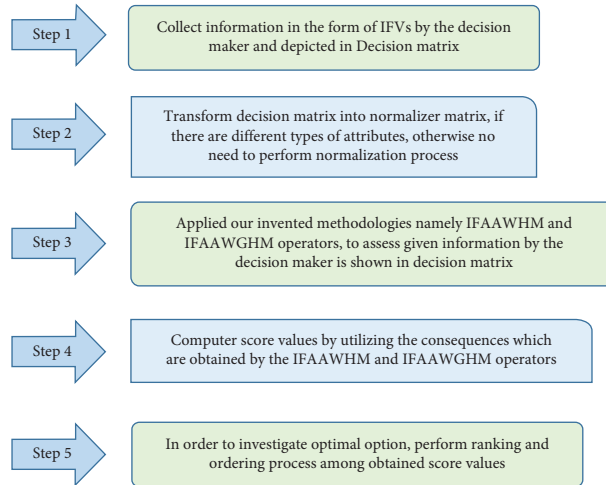 Step 1
Collect information in the form of IFVs by the decision
maker and depicted in Decision matrix
Step 2
Transform decision matrix into normalizer matrix, if
there are different types of attributes, otherwise no
need to perform normalization process
Step 3
Applied our invented methodologies namely IFAAWHM and
IFAAWGHM operators, to assess given information by the
decision maker is shown in decision matrix
Step 4
Computer score values by utilizing the consequences which
are obtained by the IFAAWHM and IFAAWGHM operators
Step 5
In order to investigate optimal option, perform ranking and
ordering process among obtained score values